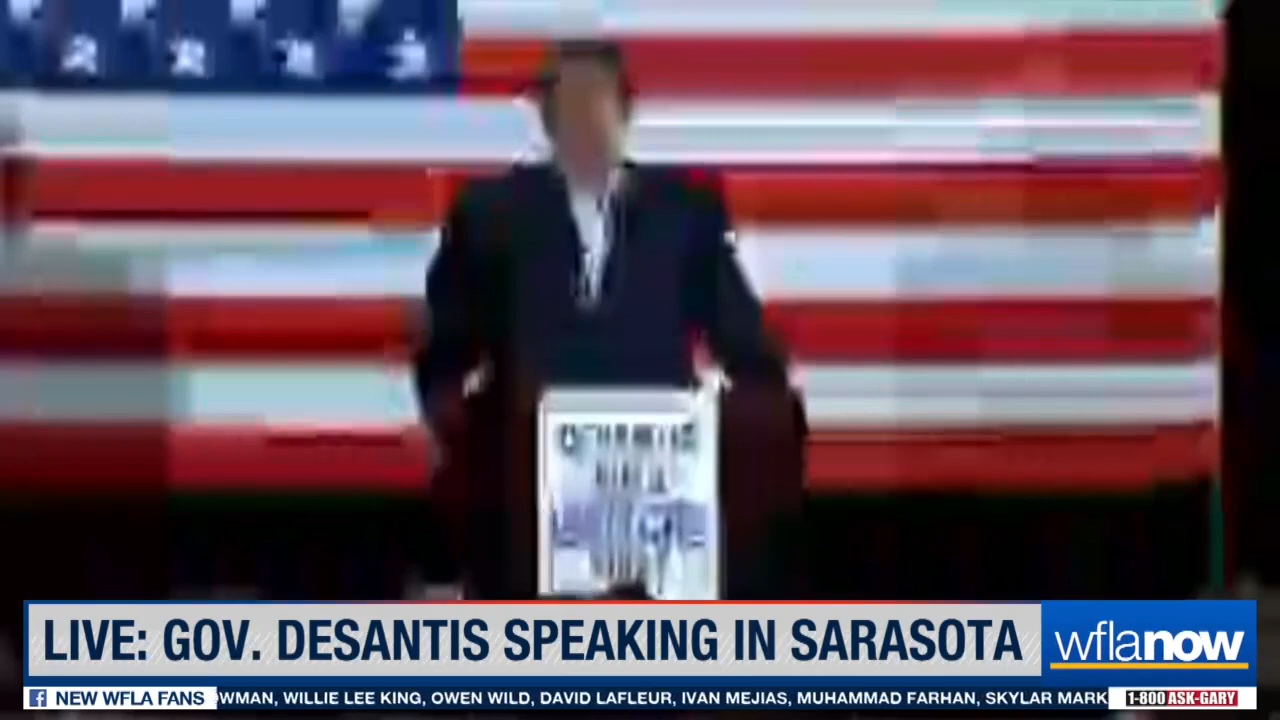 LIVE: GOV. DESANTIS SPEAKING IN SARASOTA
wflanow
NEW WFLA FANS
WMAN, WILLIE LEE KING, OWEN WILD, DAVID LAFLEUR, IVAN MEJIAS, MUHAMMAD FARHAN, SKYLAR MARK
1-800 ASK-GARY